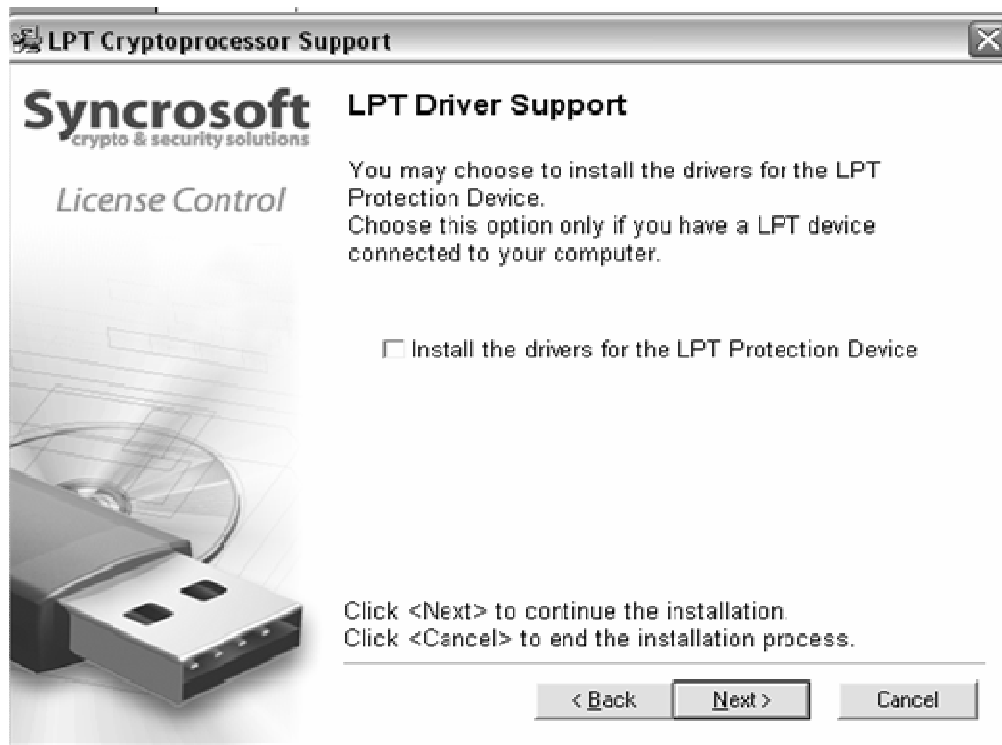 LPT Cryptoprocessor Support
Syncrosoft
crypto & security solutions
License Control
LPT Driver Support
You may choose to install the drivers for the LPT
Protection Device.
Choose this option only if you have a LPT device
connected to your computer.
Install the drivers for the LPT Protection Device
Click <Next> to continue the installation.
Click <Cancel> to end the installation process.
< Back
Next >
Cancel